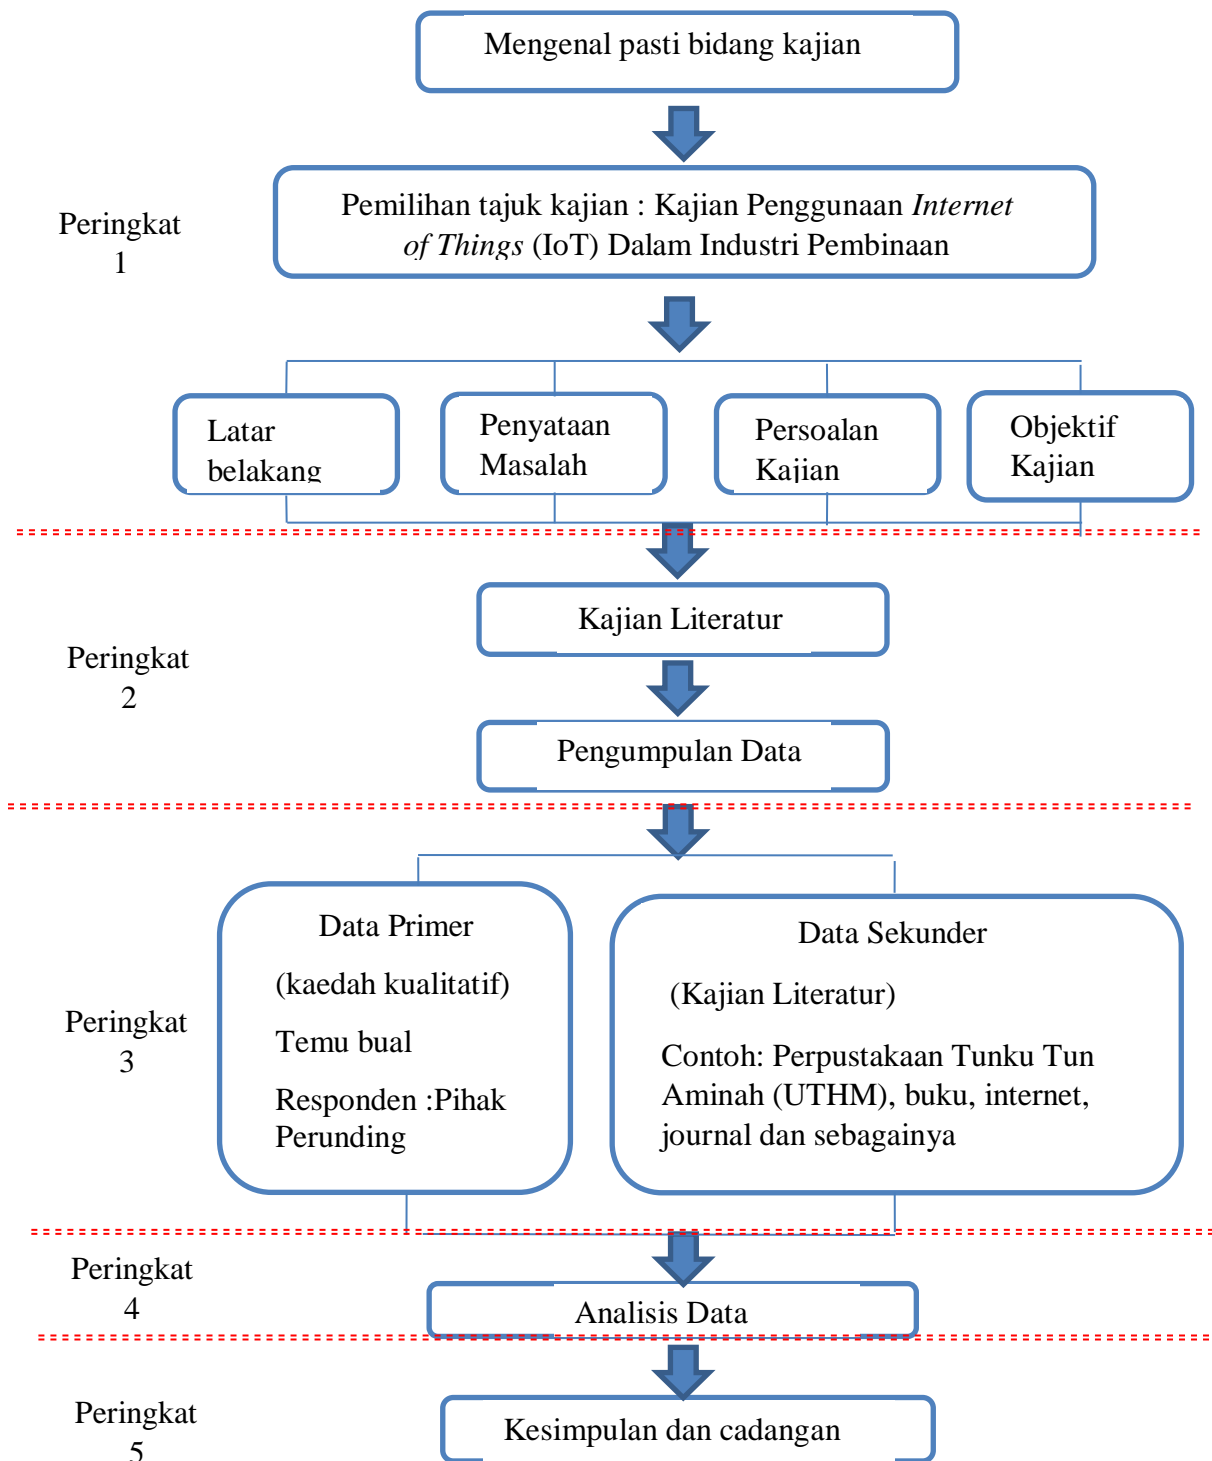 Mengenal pasti bidang kajian
Peringkat
1
Pemilihan tajuk kajian : Kajian Penggunaan Internet
of Things (IoT) Dalam Industri Pembinaan
Latar
belakang
Penyataan
Masalah
Persoalan
Kajian
Objektif
Kajian
Peringkat
2
Kajian Literatur
Pengumpulan Data
Peringkat
3
Data Primer
(kaedah kualitatif)
Temu bual
Responden :Pihak
Perunding
Data Sekunder
(Kajian Literatur)
Contoh: Perpustakaan Tunku Tun
Aminah (UTHM), buku, internet,
journal dan sebagainya
Peringkat
4
Analisis Data
Peringkat
5
Kesimpulan dan cadangan